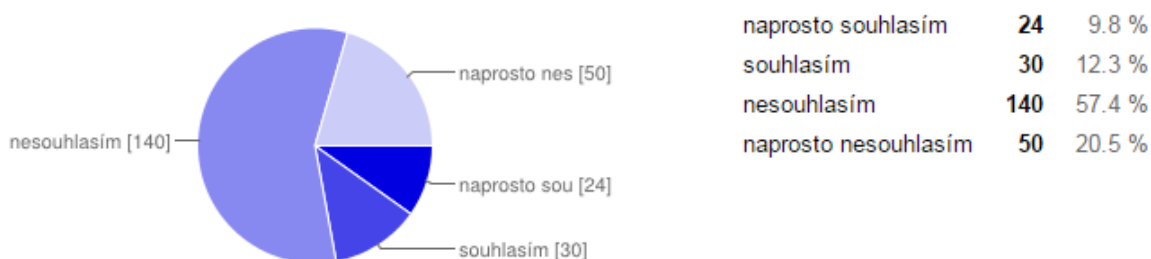 naprosto nes [50]
nesouhlasím [140]
naprosto sou [24]
souhlasím [30]
naprosto souhlasím 24 9.8 %
souhlasím 30 12.3 %
nesouhlasím 140 57.4 %
naprosto nesouhlasím 50 20.5 %